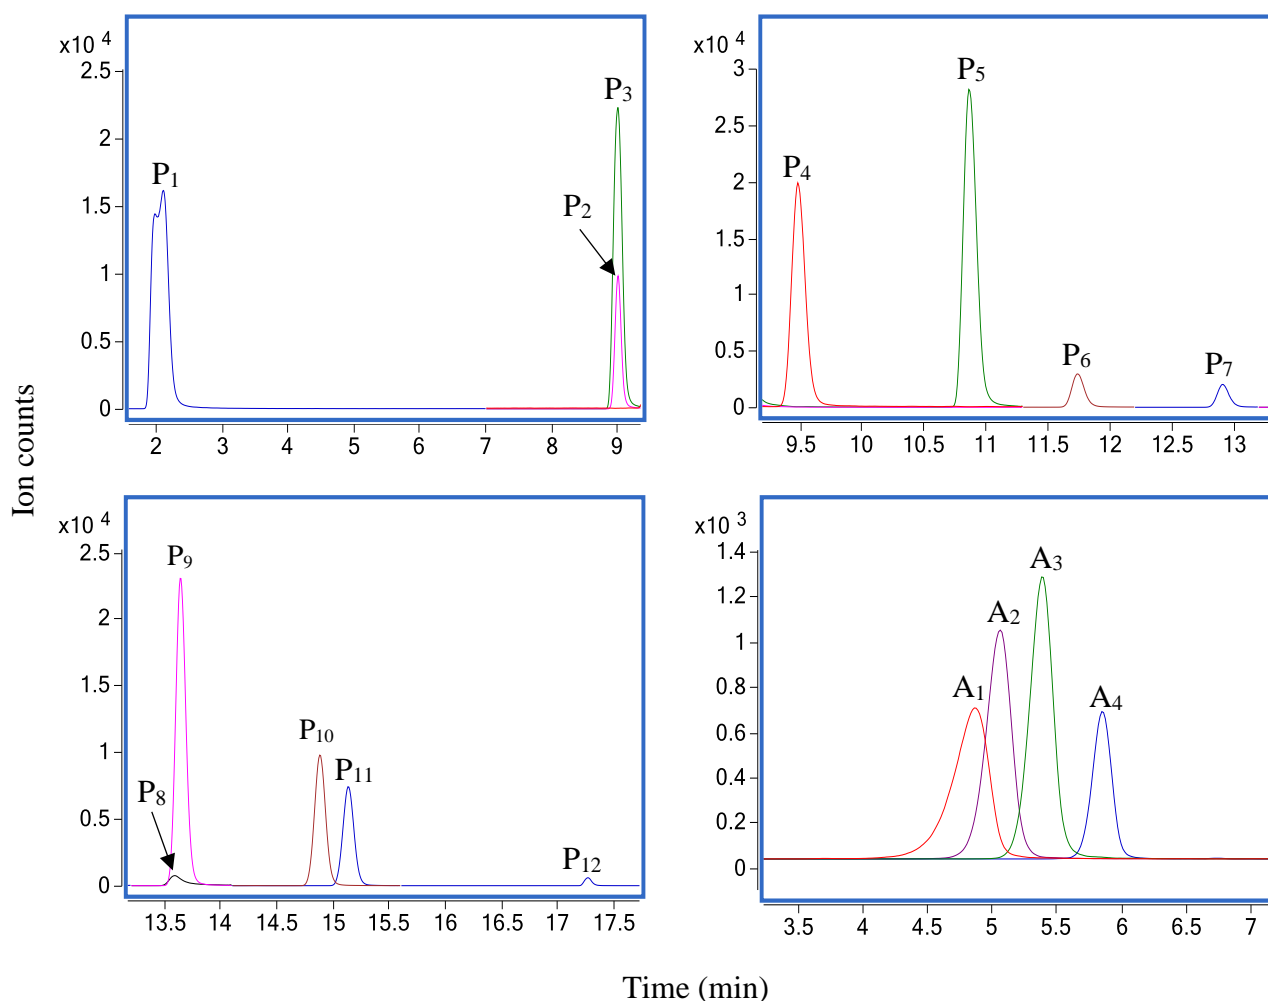 Ion counts
x10 4
2.5
2
1.5
1
0.5
0
P1
P2
P3
2 3 4 5 6 7 8 9
x10 4
3
2.5
2
1.5
1
0.5
0
P4
P5
P6
P7
9.5 10 10.5 11 11.5 12 12.5 13
x10 4
2.5
2
1.5
1
0.5
0
P8
P9
P10
P11
P12
13.5 14 14.5 15 15.5 16 16.5 17 17.5
x10 3
1.4
1.2
1
0.8
0.6
0.4
0.2
0
A1
A2
A3
A4
3.5 4 4.5 5 5.5 6 6.5 7
Time (min)